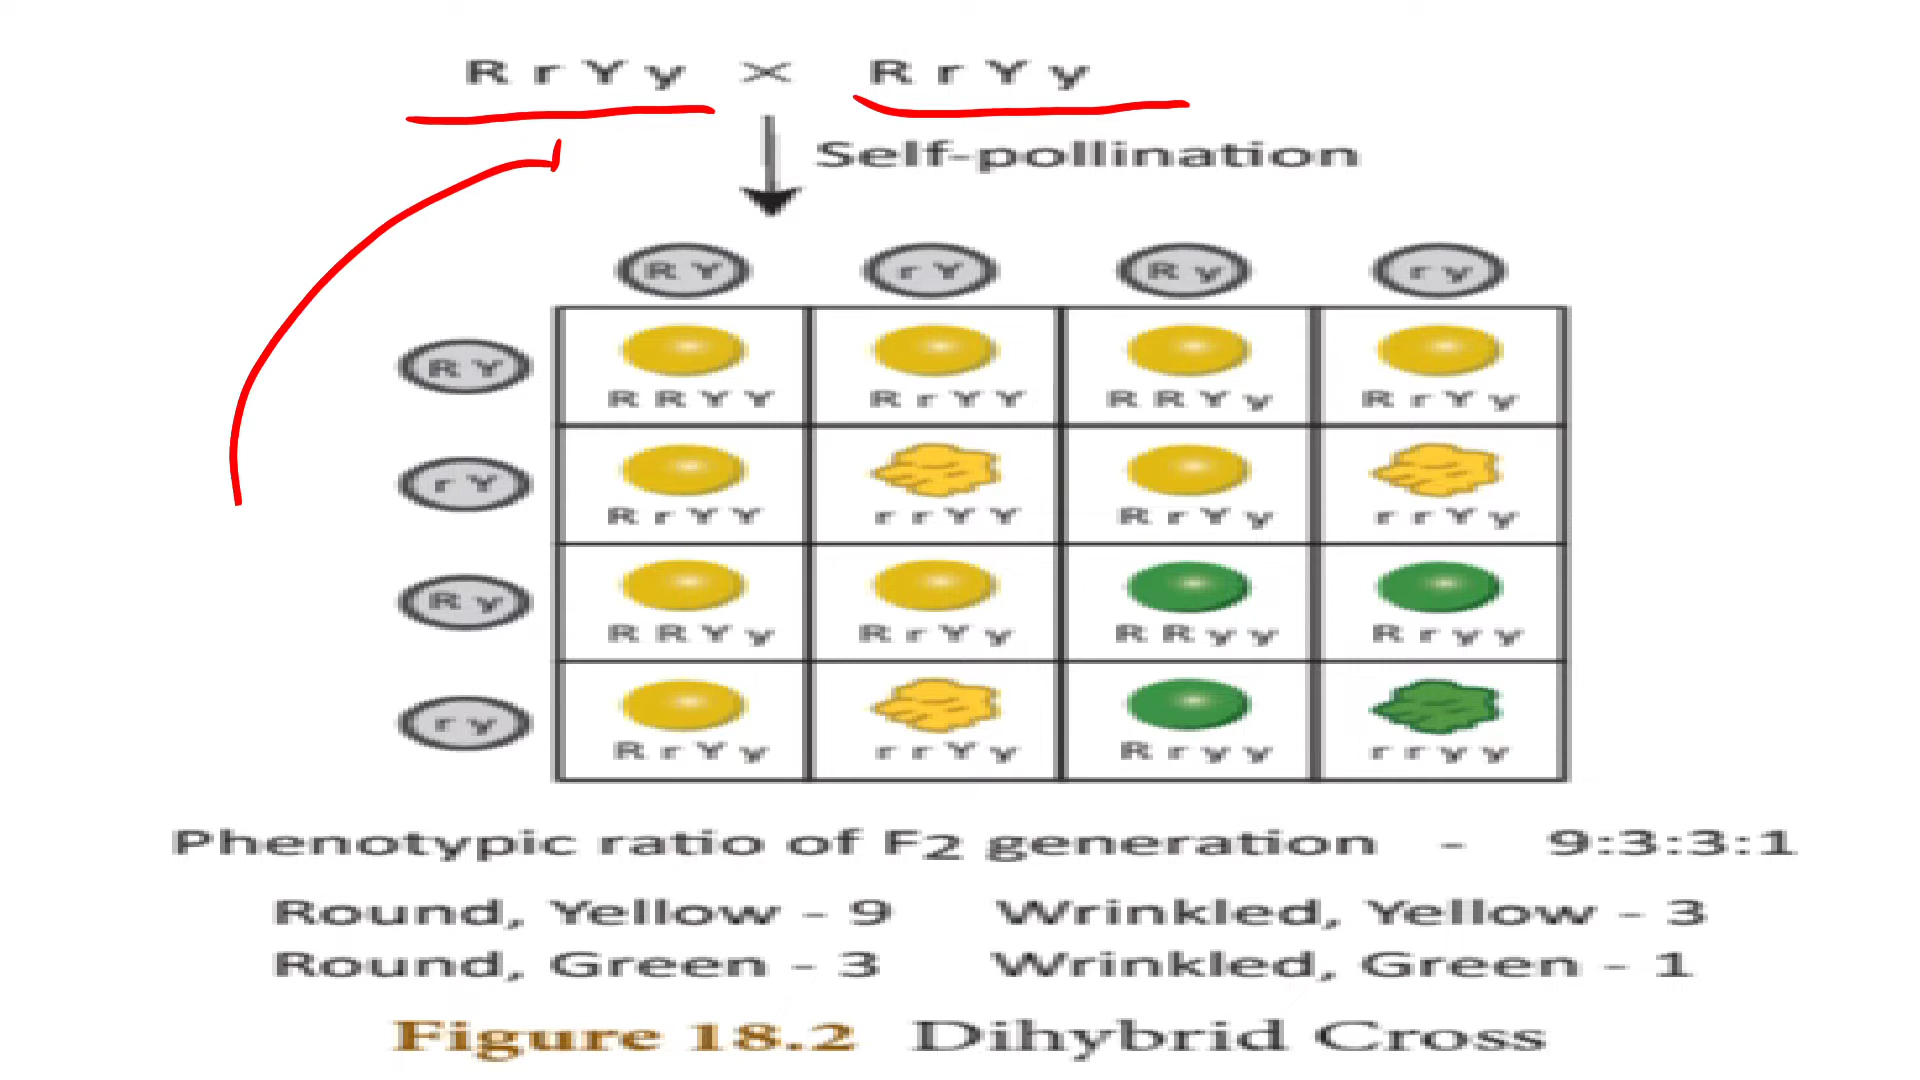 R r Y y × R r Y y
Self-pollination
R Y r Y R y r y
R Y
R R Y Y R r Y Y R R Y y R r Y y
r Y
R r Y Y r r Y Y R r Y y r r Y y
R y
R R Y y R r Y y R R y y R r y y
r y
R r Y y r r Y y R r y y r r y y
Phenotypic ratio of F2 generation - 9:3:3:1
Round, Yellow - 9 Wrinkled, Yellow - 3
Round, Green - 3 Wrinkled, Green - 1
Figure 18.2 Dihybrid Cross